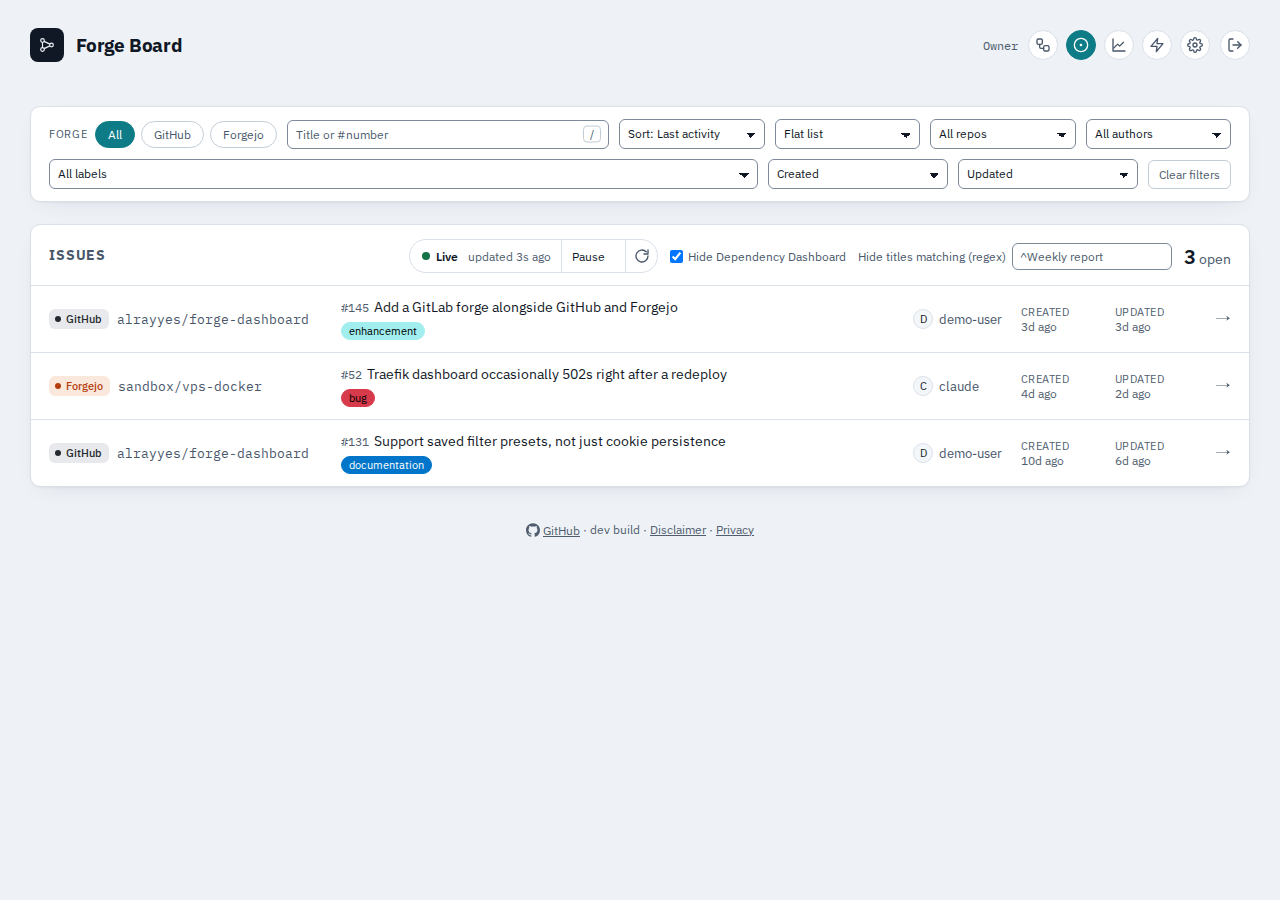 Forge Board
Owner
FORGE All GitHub Forgejo Title or #number / Sort: Last activity Flat list All repos All authors
All labels Created Updated Clear filters
ISSUES Live updated 3s ago Pause Hide Dependency Dashboard Hide titles matching (regex) ^Weekly report 3 open
GitHub alrayyes/forge-dashboard #145 Add a GitLab forge alongside GitHub and Forgejo
enhancement
D demo-user
CREATED
3d ago
UPDATED
3d ago
→
Forgejo sandbox/vps-docker #52 Traefik dashboard occasionally 502s right after a redeploy
bug
C claude
CREATED
4d ago
UPDATED
2d ago
→
GitHub alrayyes/forge-dashboard #131 Support saved filter presets, not just cookie persistence
documentation
D demo-user
CREATED
10d ago
UPDATED
6d ago
→
GitHub · dev build · Disclaimer · Privacy